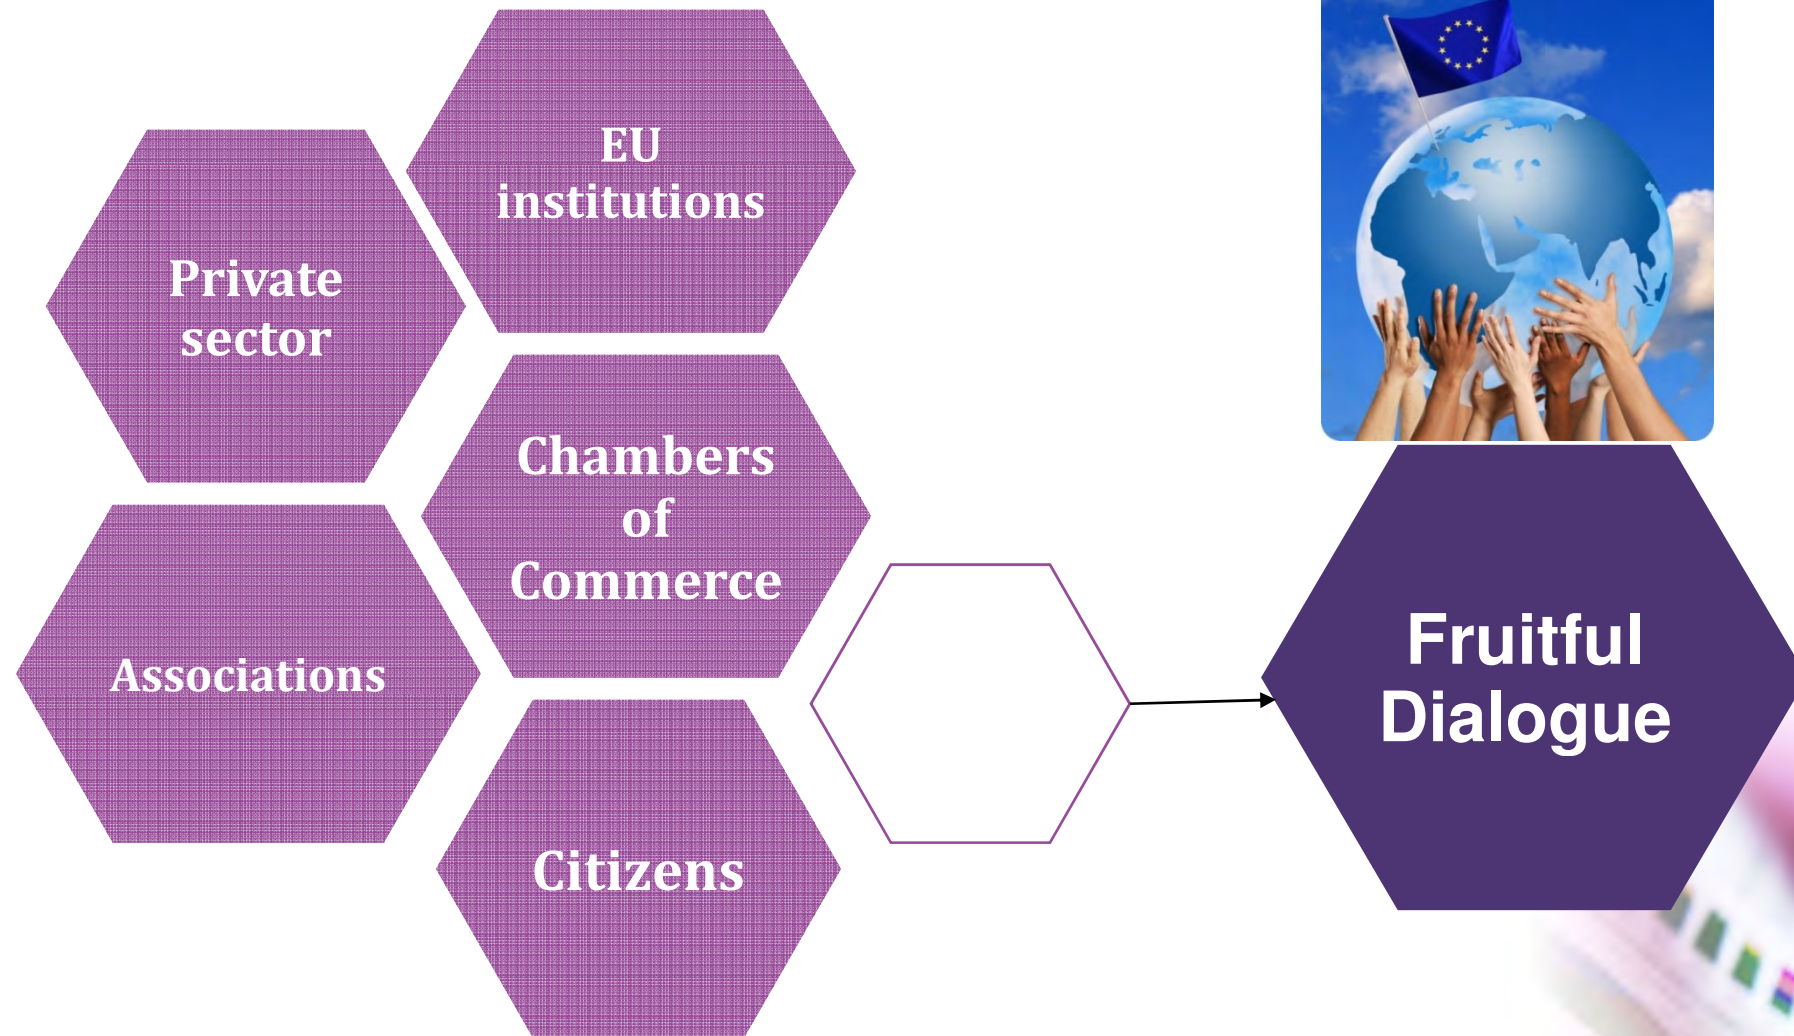 EU
institutions
Private
sector
Chambers
of
Commerce
Associations
Citizens
Fruitful
Dialogue